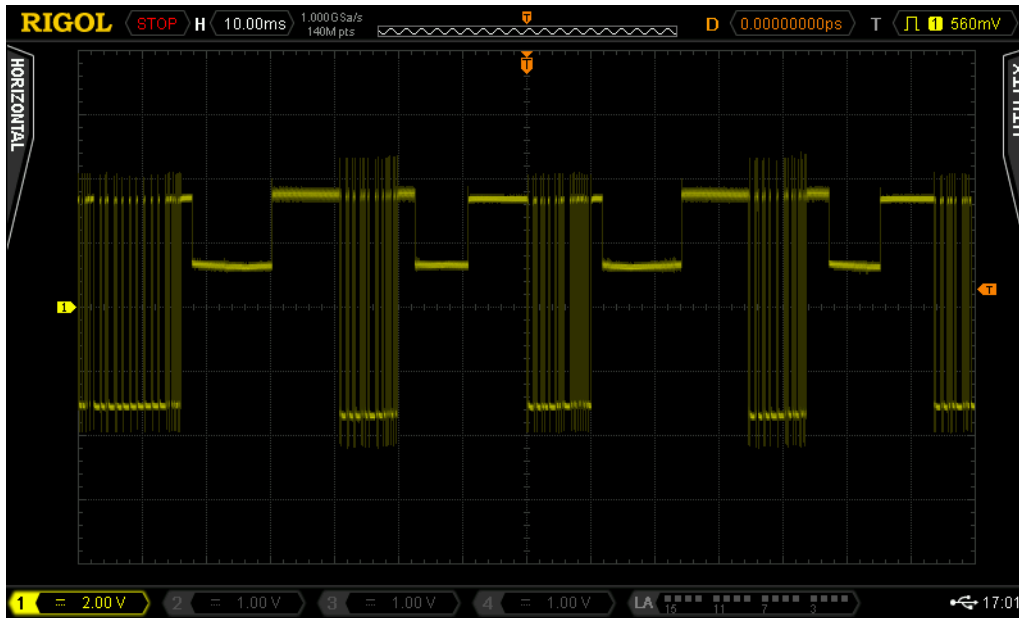 RIGOL STOP H 10.00ms 1.000GSa/s 140M pts D 0.00000000ps T 1 560mV
T
T
HORIZONTAL
1
T
1 = 2.00 V 2 = 1.00 V 3 = 1.00 V 4 = 1.00 V LA 15 11 7 3 17:01